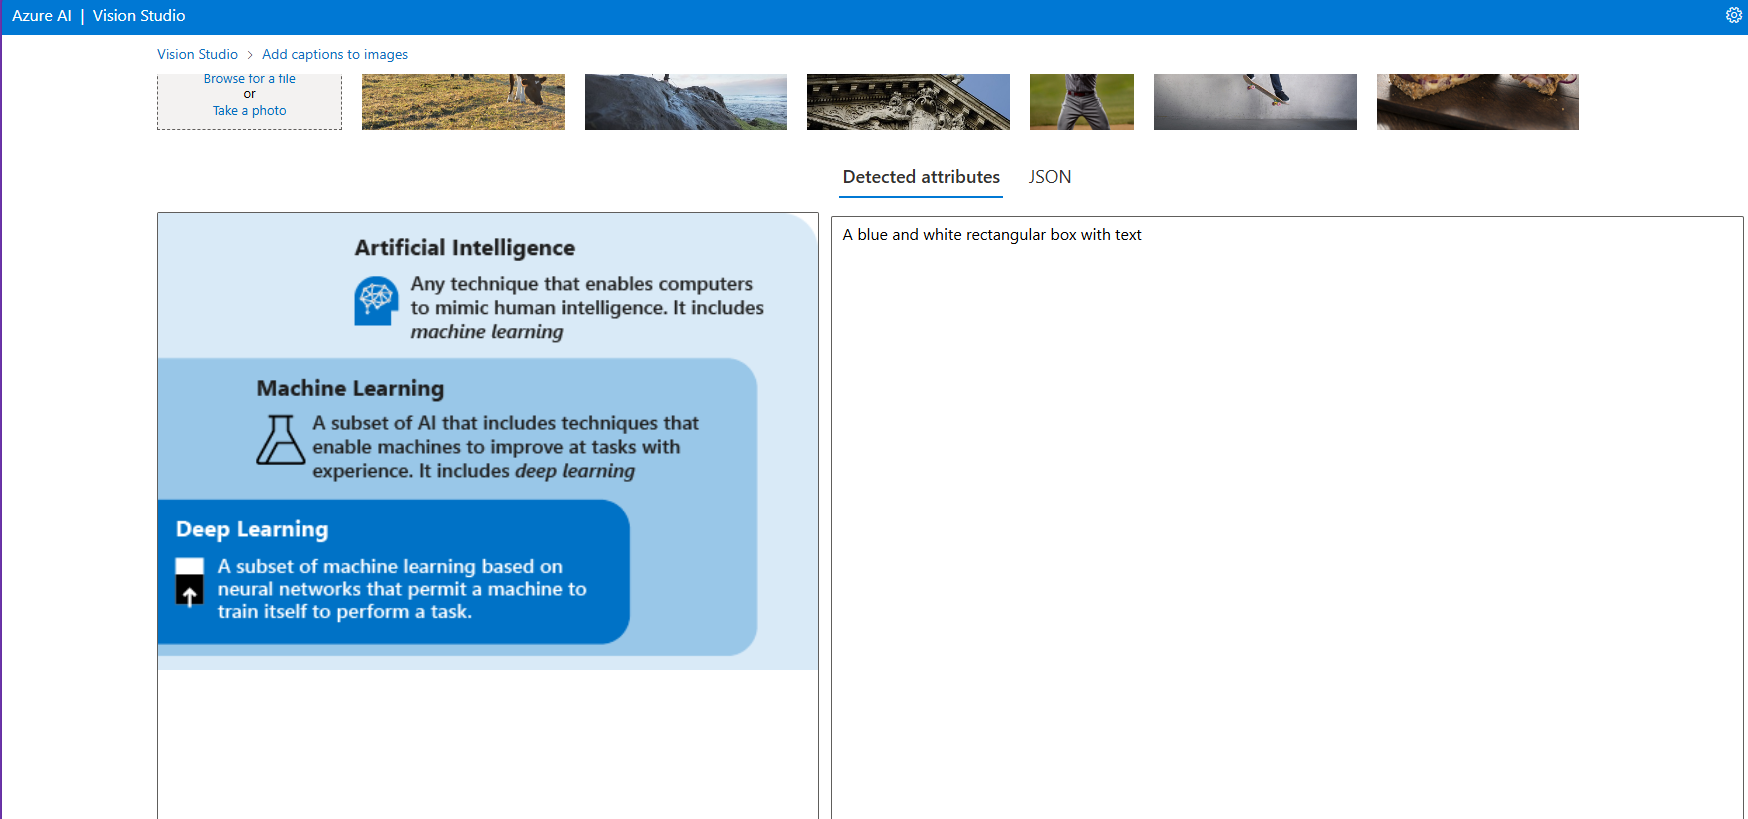 Azure AI | Vision Studio
Vision Studio > Add captions to images
Browse for a file
or
Take a photo
Detected attributes
JSON
Artificial Intelligence
Any technique that enables computers
to mimic human intelligence. It includes
machine learning
Machine Learning
A subset of AI that includes techniques that
enable machines to improve at tasks with
experience. It includes deep learning
Deep Learning
A subset of machine learning based on
neural networks that permit a machine to
train itself to perform a task.
A blue and white rectangular box with text